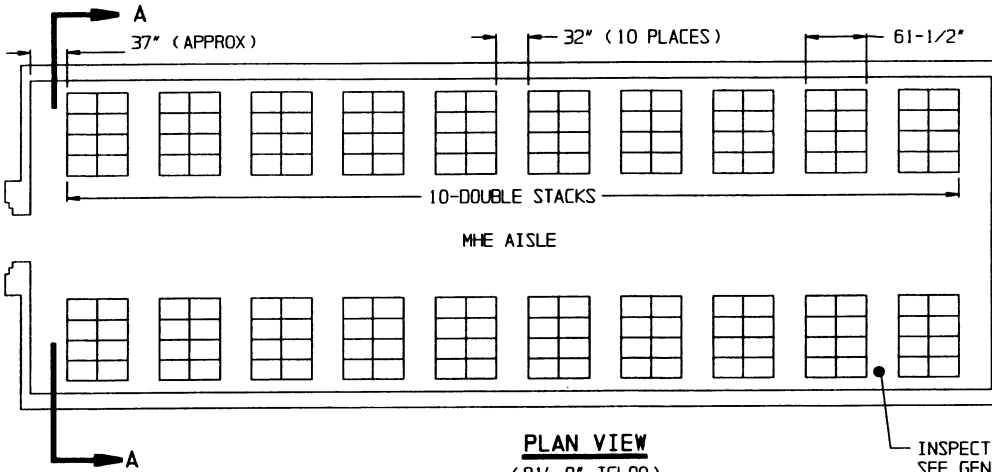 A
37" (APPROX)
32" (10 PLACES)
61-1/2"
10-DOUBLE STACKS
MHE AISLE
PLAN VIEW
INSPECT
SEE GEN
A